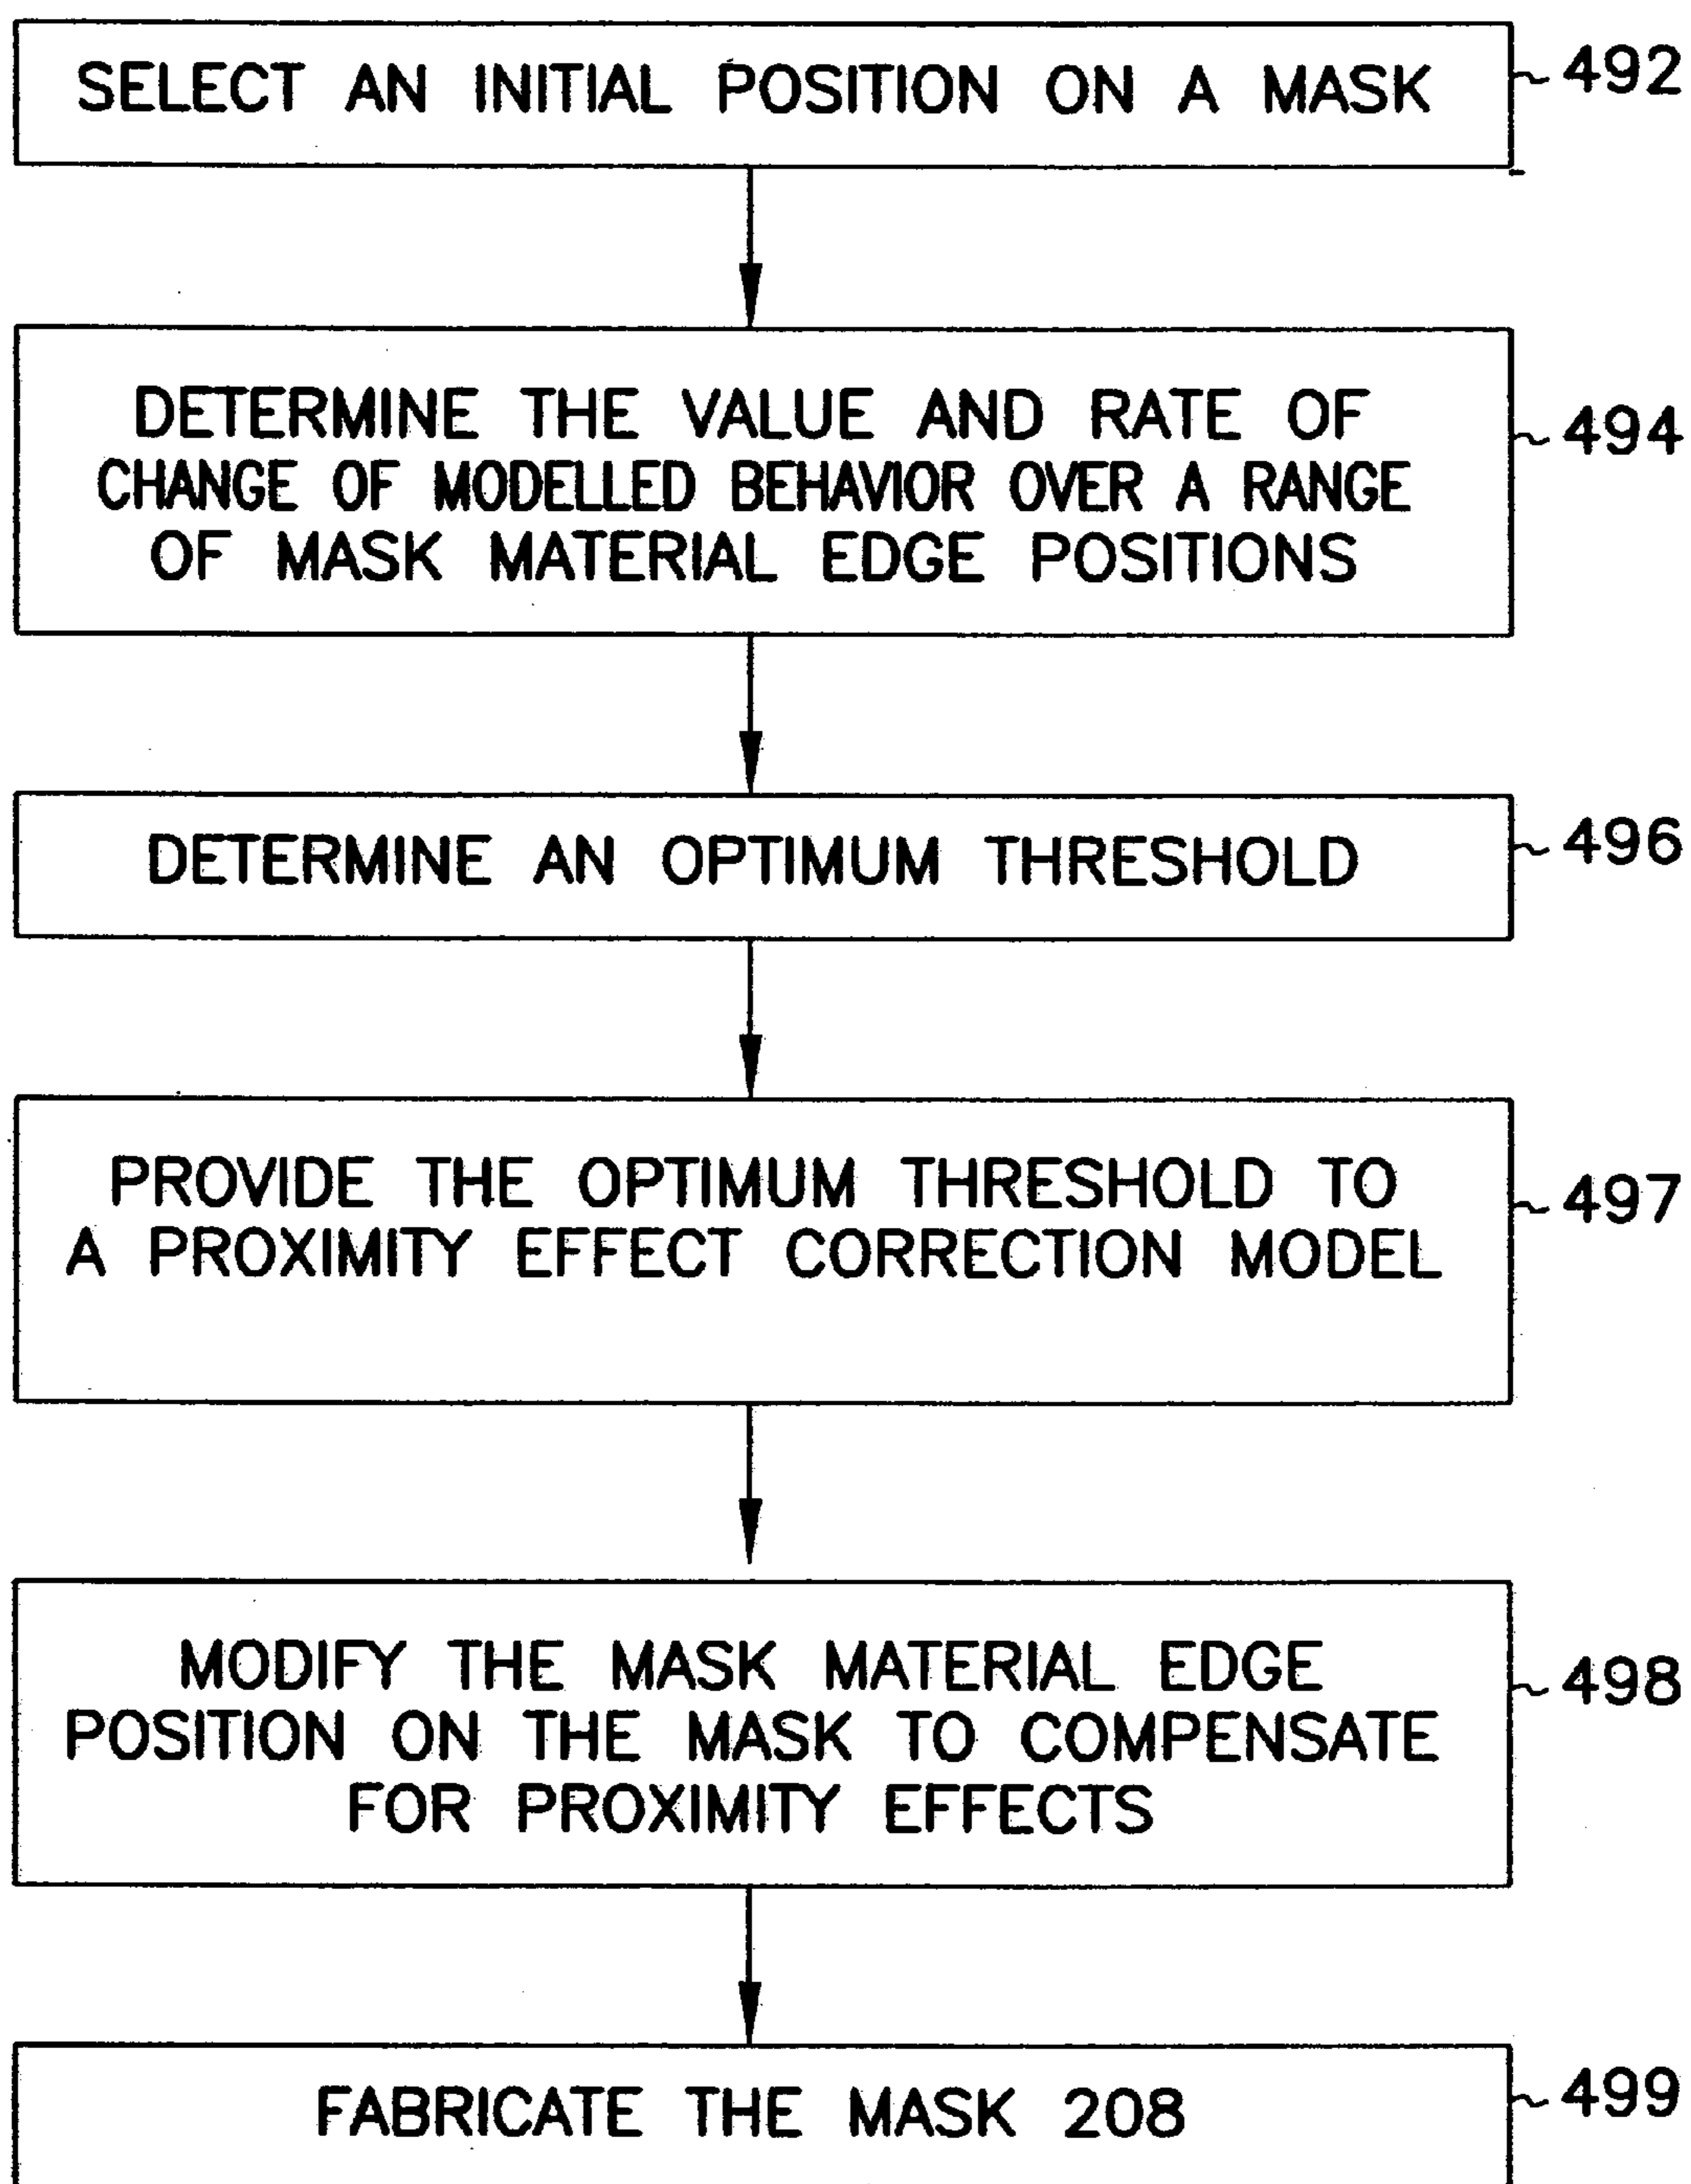 SELECT AN INITIAL POSITION ON A MASK
492
DETERMINE THE VALUE AND RATE OF
CHANGE OF MODELLED BEHAVIOR OVER A RANGE
OF MASK MATERIAL EDGE POSITIONS
494
DETERMINE AN OPTIMUM THRESHOLD
496
PROVIDE THE OPTIMUM THRESHOLD TO
A PROXIMITY EFFECT CORRECTION MODEL
497
MODIFY THE MASK MATERIAL EDGE
POSITION ON THE MASK TO COMPENSATE
FOR PROXIMITY EFFECTS
498
FABRICATE THE MASK 208
499